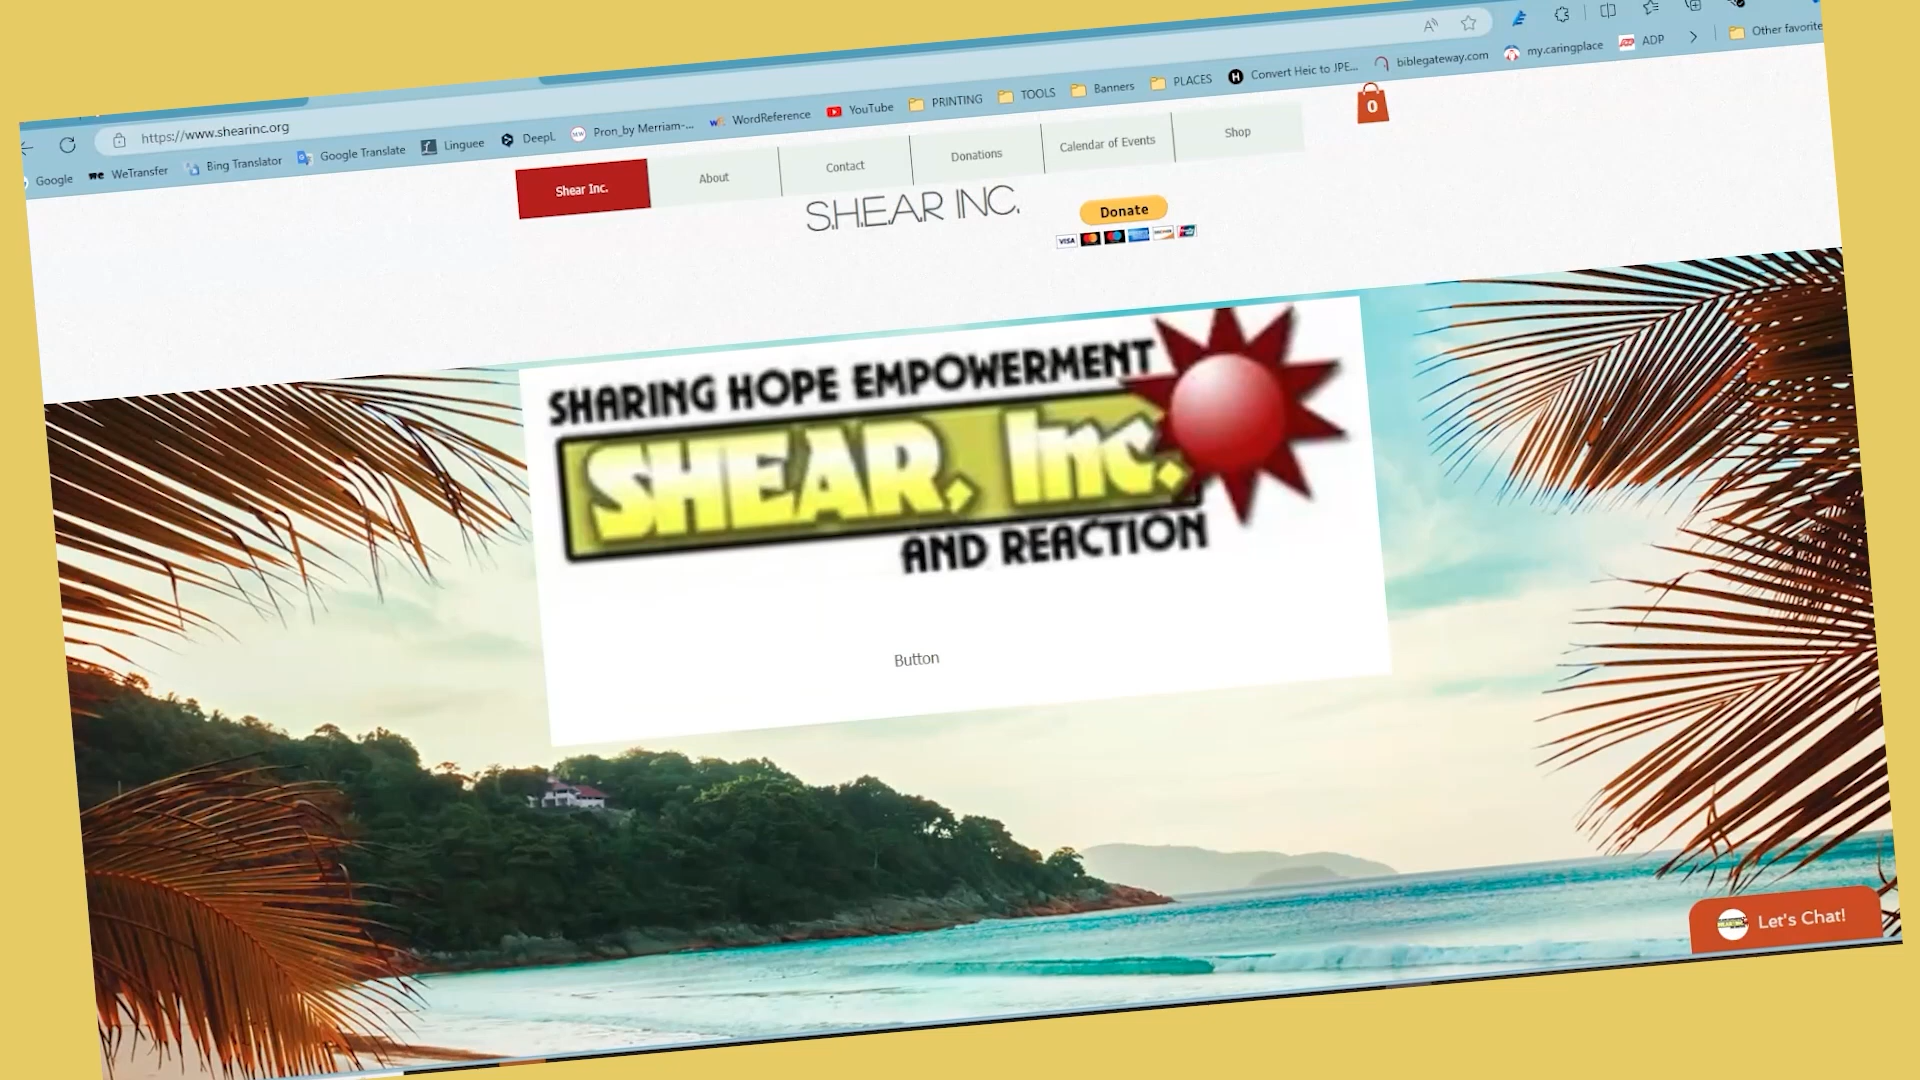 https://www.shearinc.org
Google WeTransfer Bing Translator Google Translate Linguee DeepL Pron_by Merriam-... WordReference YouTube PRINTING TOOLS Banners PLACES Convert Heic to JPE... biblegateway.com my.caringplace ADP Other favorite
Shear Inc. About Contact Donations Calendar of Events Shop
0
S.H.E.A.R INC.
Donate
VISA
SHARING HOPE EMPOWERMENT
SHEAR, Inc.
AND REACTION
Button
Let's Chat!